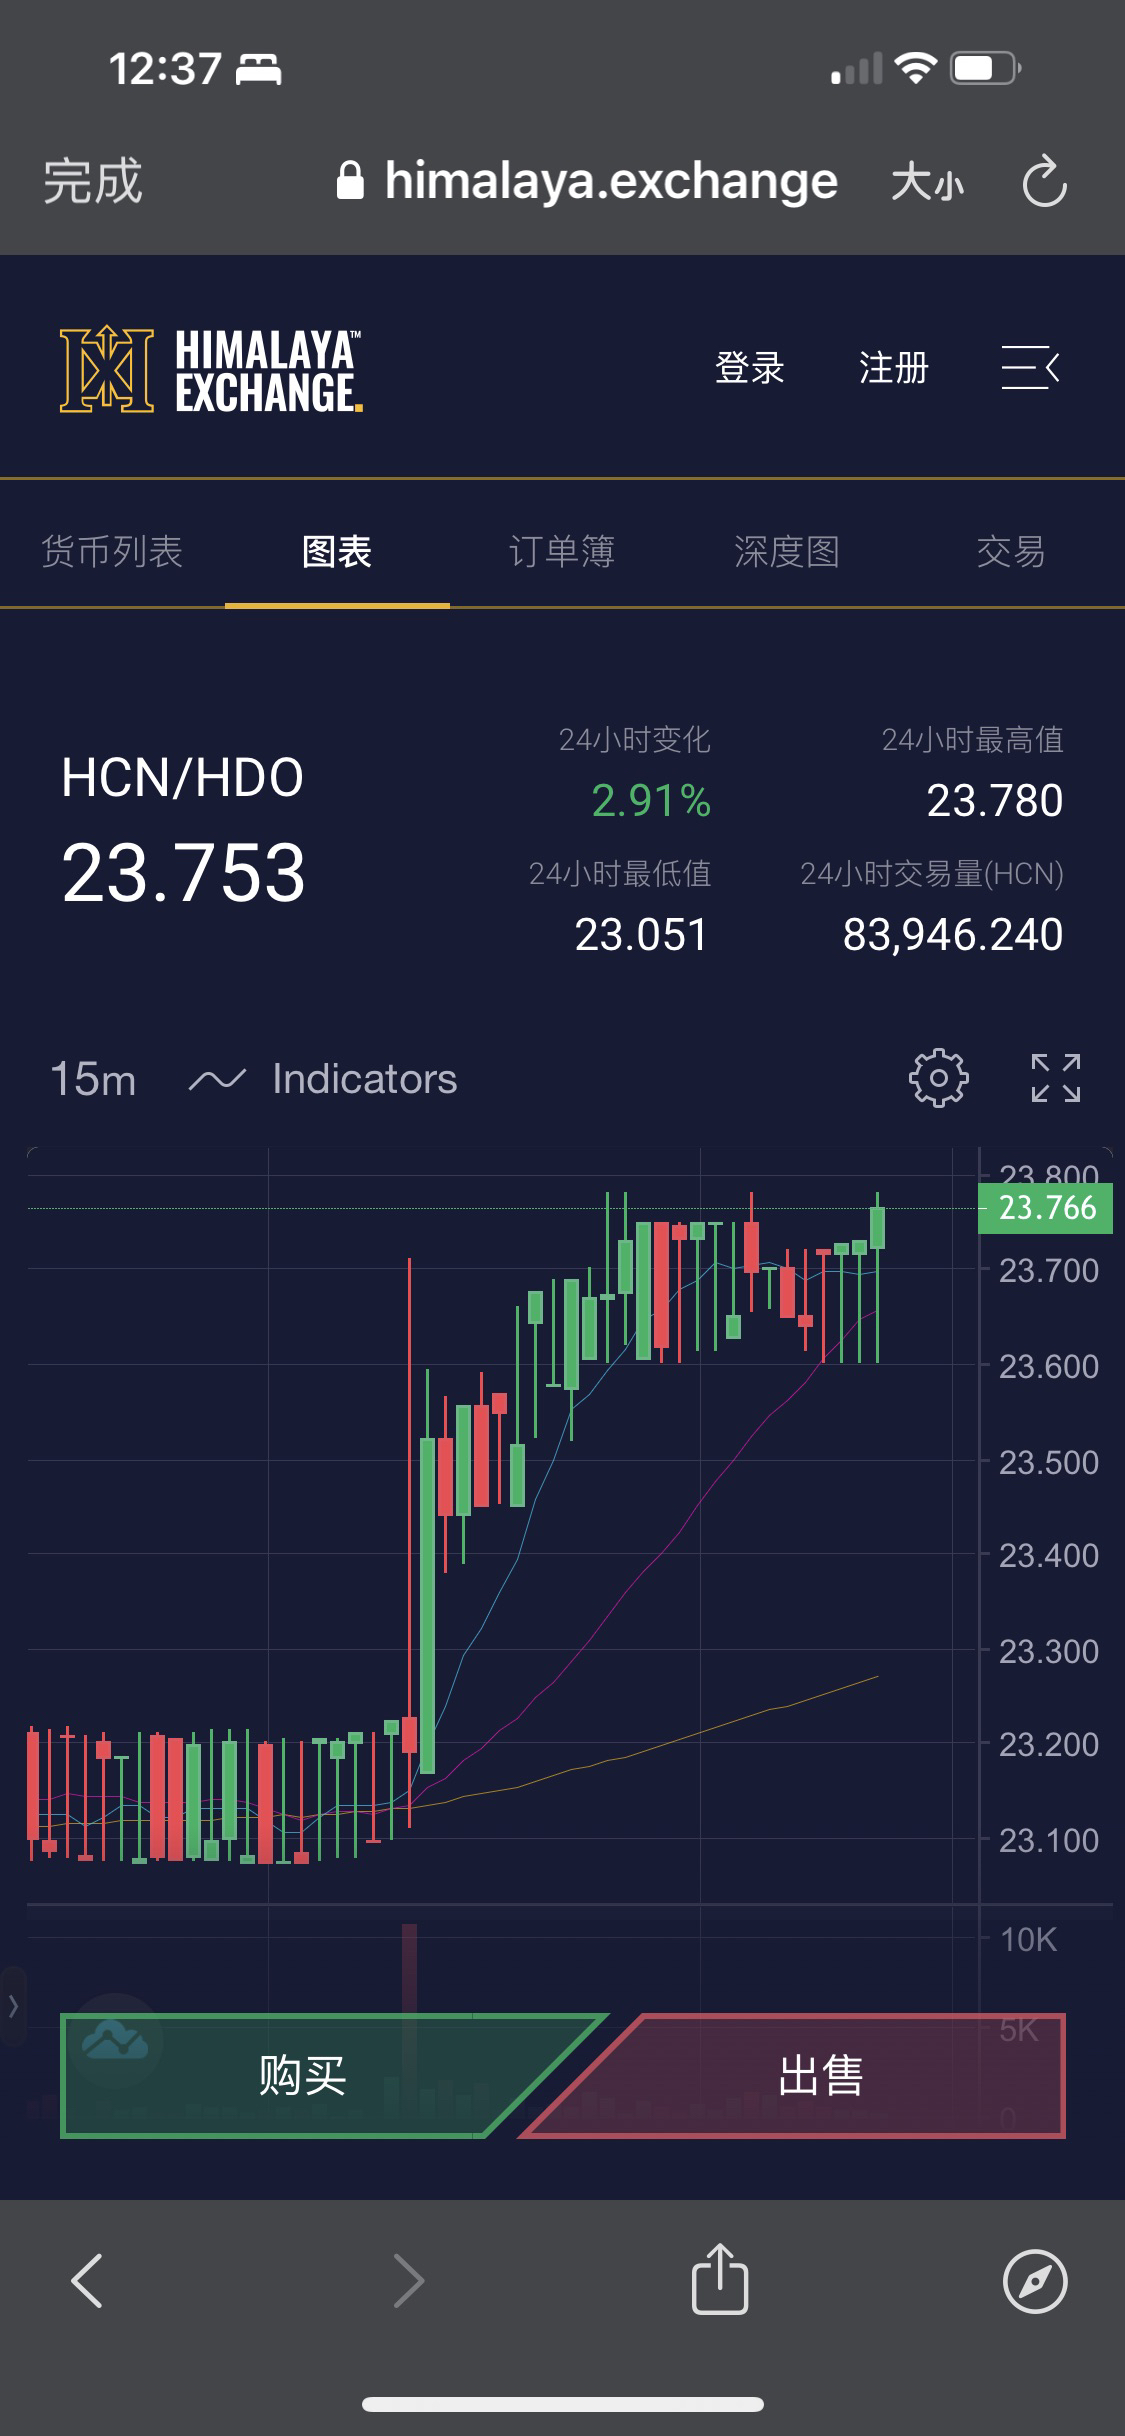 12:37
完成
himalaya.exchange
大小
HIMALAYA™
EXCHANGE.
登录
注册
货币列表
图表
订单簿
深度图
交易
HCN/HDO
23.753
24小时变化
2.91%
24小时最高值
23.780
24小时最低值
23.051
24小时交易量(HCN)
83,946.240
15m
Indicators
23.800
23.766
23.700
23.600
23.500
23.400
23.300
23.200
23.100
10K
5K
0
购买
出售